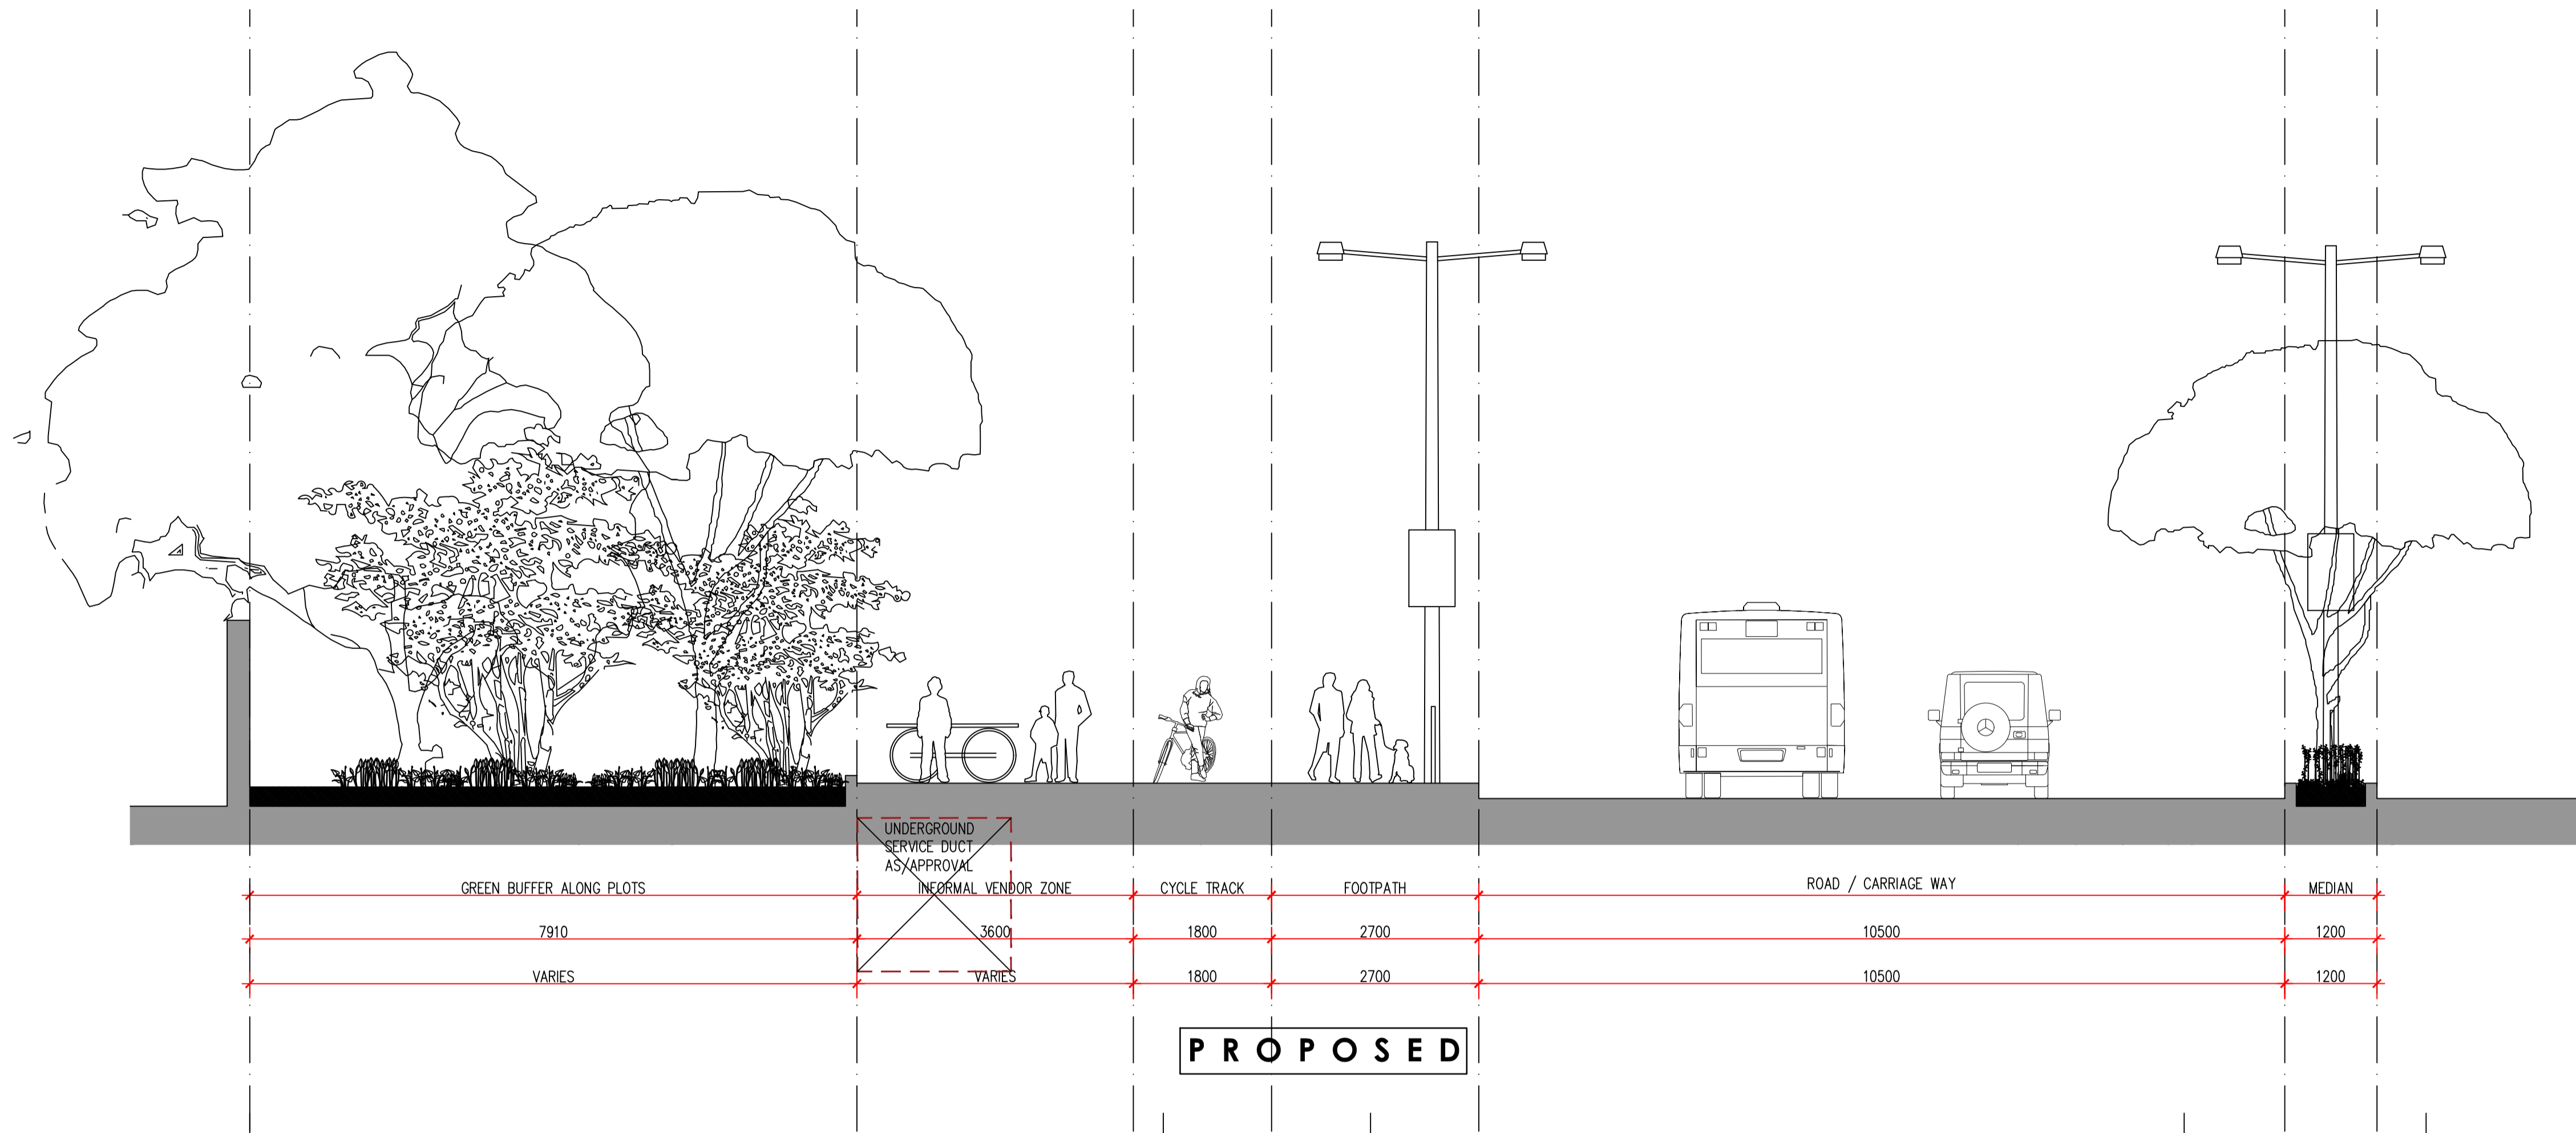 UNDERGROUND
SERVICE DUCT
AS/APPROVAL
GREEN BUFFER ALONG PLOTS
INFORMAL VENDOR ZONE
CYCLE TRACK
FOOTPATH
ROAD / CARRIAGE WAY
MEDIAN
7910
3600
1800
2700
10500
1200
VARIES
VARIES
1800
2700
10500
1200
PROPOSED